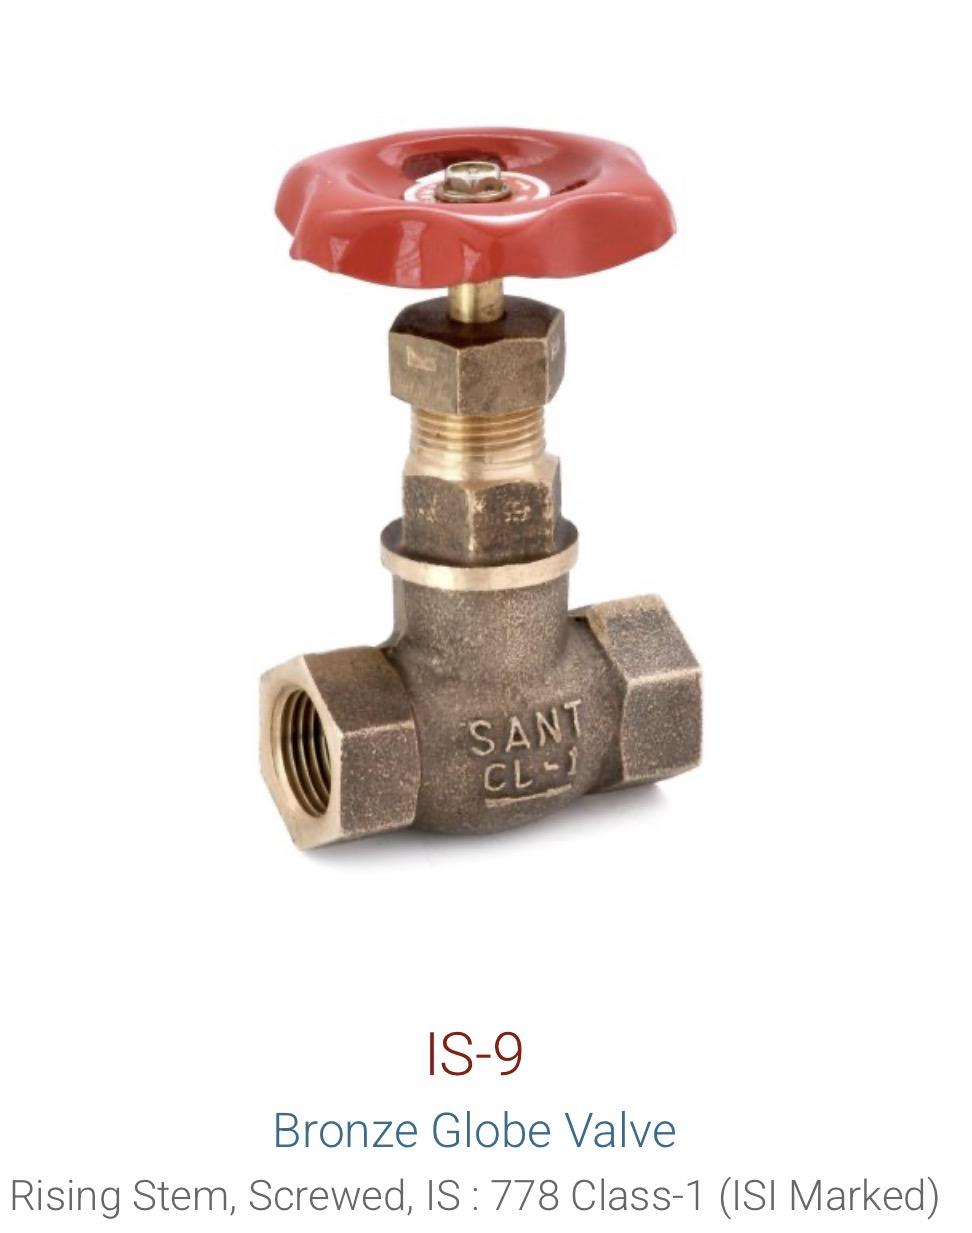 SANT
CL-1
IS-9
Bronze Globe Valve
Rising Stem, Screwed, IS : 778 Class-1 (ISI Marked)